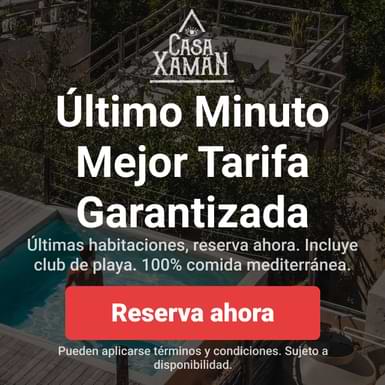 CASA
XAMAN
Último Minuto
Mejor Tarifa
Garantizada
Últimas habitaciones, reserva ahora. Incluye
club de playa. 100% comida mediterránea.
Reserva ahora
Pueden aplicarse términos y condiciones. Sujeto a
disponibilidad.